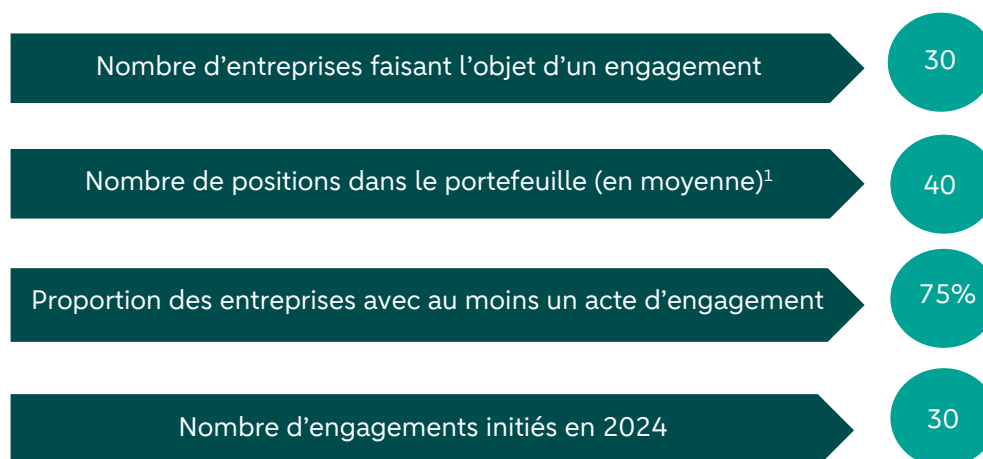 Nombre d’entreprises faisant l’objet d’un engagement
30
Nombre de positions dans le portefeuille (en moyenne)¹
40
Proportion des entreprises avec au moins un acte d’engagement
75%
Nombre d’engagements initiés en 2024
30